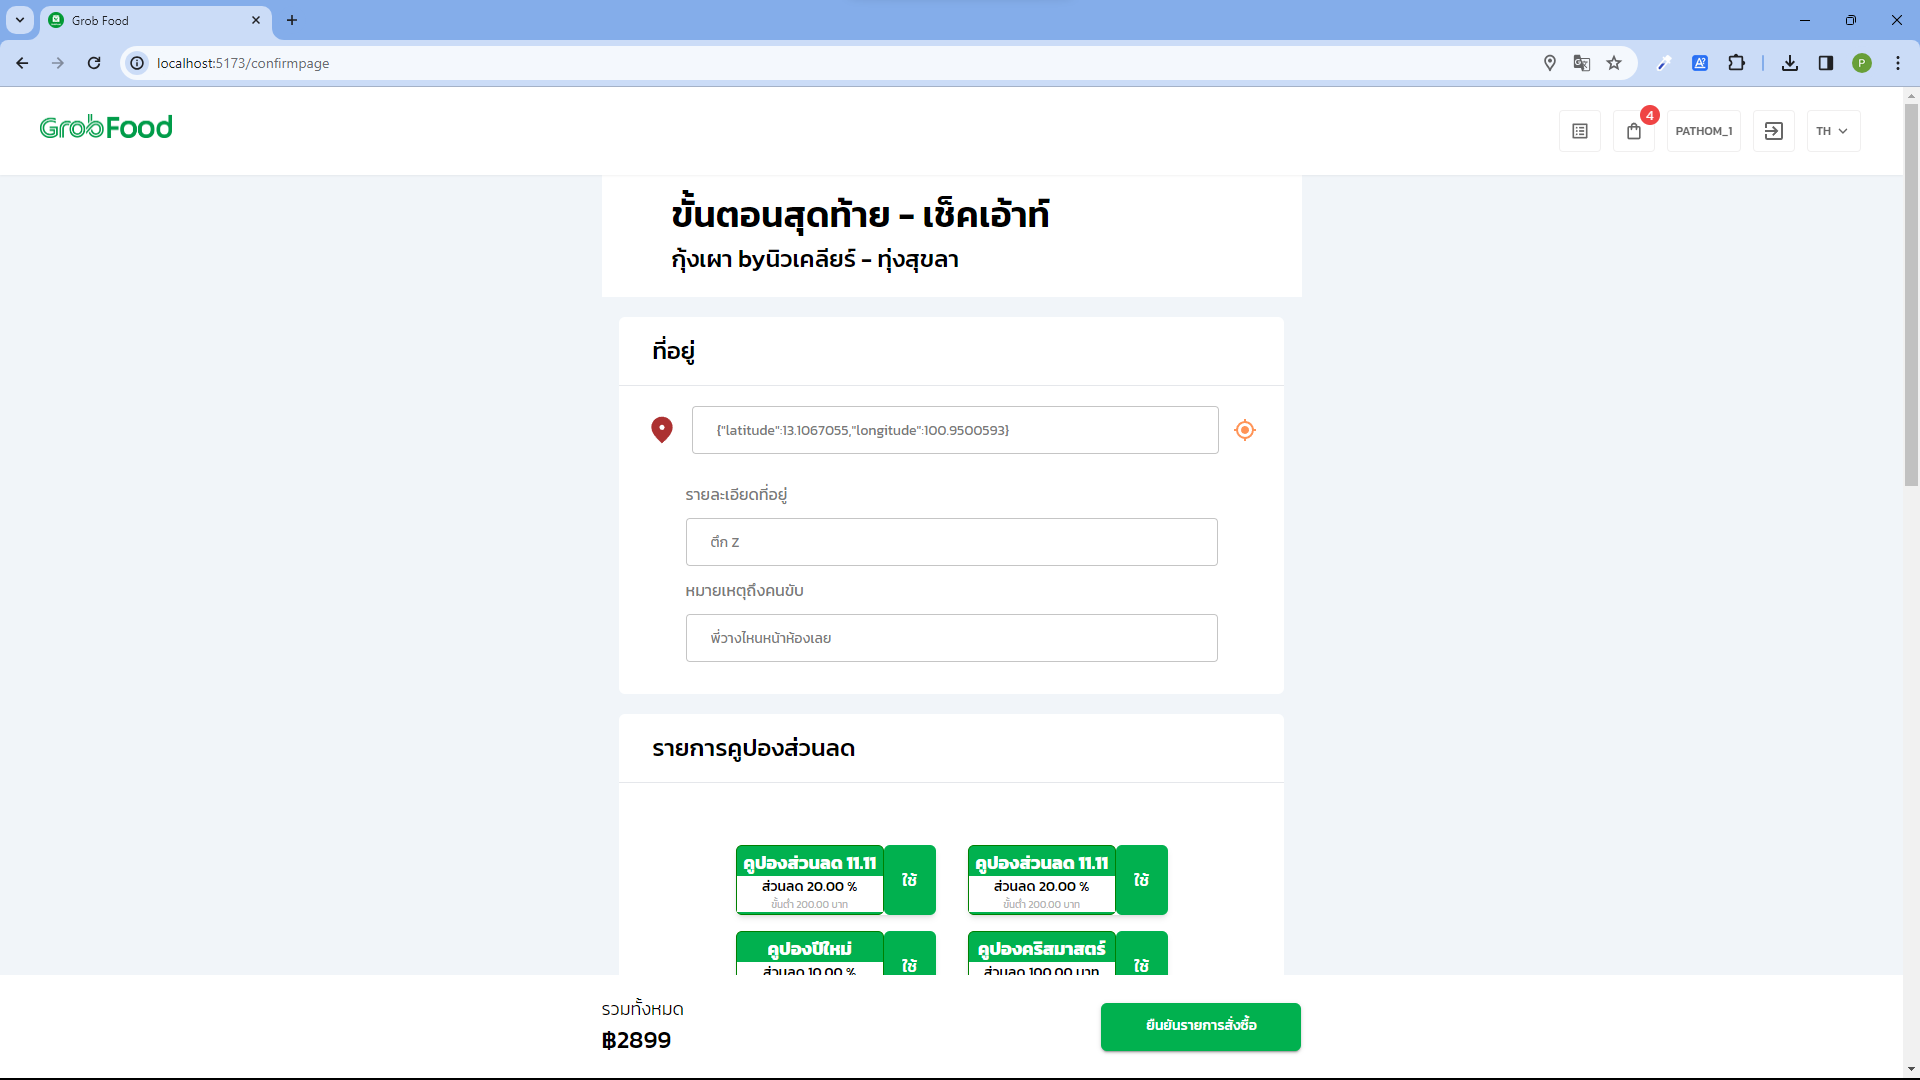 Grob Food
localhost:5173/confirmpage
P
GrobFood
4
PATHOM_1
TH
ขั้นตอนสุดท้าย - เช็คเอ้าท์
กุ้งเผา byนิวเคลียร์ - ทุ่งสุขลา
ที่อยู่
{"latitude":13.1067055,"longitude":100.9500593}
รายละเอียดที่อยู่
ตึก Z
หมายเหตุถึงคนขับ
พี่วางไหนหน้าห้องเลย
รายการคูปองส่วนลด
คูปองส่วนลด 11.11
ส่วนลด 20.00 %
ขั้นต่ำ 200.00 บาท
ใช้
คูปองส่วนลด 11.11
ส่วนลด 20.00 %
ขั้นต่ำ 200.00 บาท
ใช้
คูปองปีใหม่
ส่วนลด 10.00 %
ใช้
คูปองคริสมาสตร์
ส่วนลด 100.00 บาท
ใช้
รวมทั้งหมด
฿2899
ยืนยันรายการสั่งซื้อ